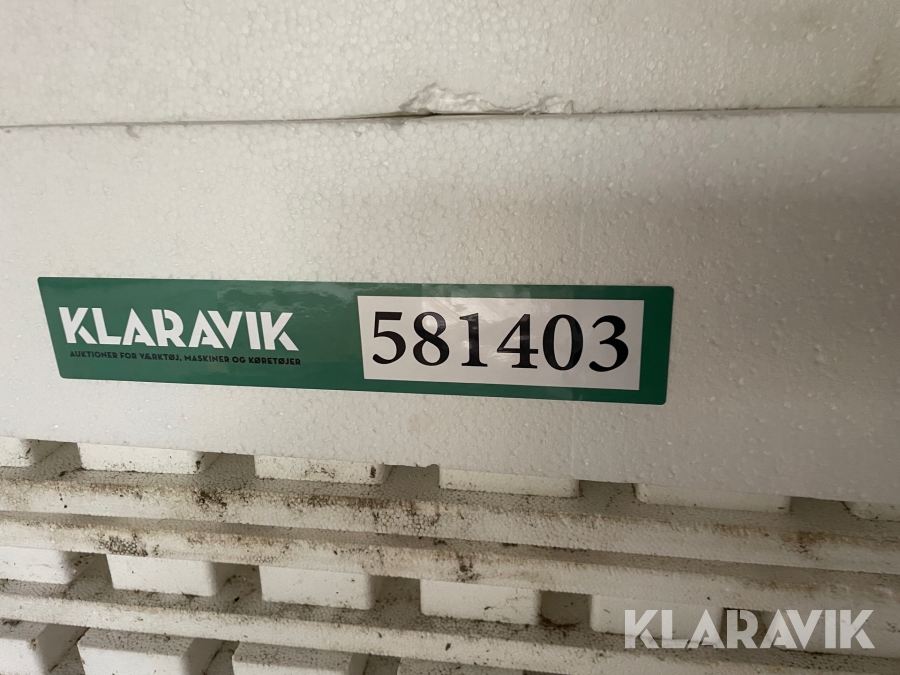 KLARAVIK
AUKTIONER FOR VÆRKTØJ, MASKINER OG KØRETØJER
581403
KLARAVIK